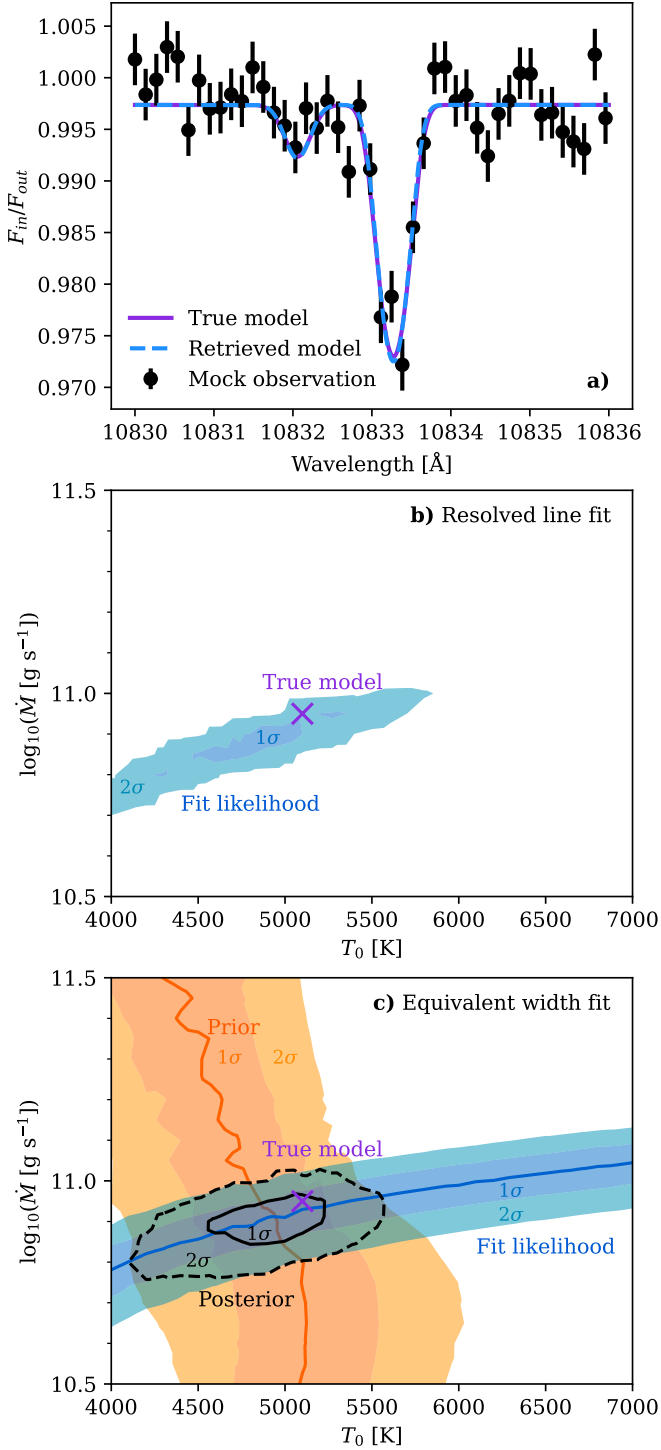 1.005
1.000
0.995
0.990
0.985
0.980
0.975
0.970
F_in/F_out
True model
Retrieved model
Mock observation
a)
10830 10831 10832 10833 10834 10835 10836
Wavelength [Å]
11.5
11.0
10.5
log₁₀(Ṁ [g s⁻¹])
b) Resolved line fit
True model
1σ
2σ
Fit likelihood
4000 4500 5000 5500 6000 6500 7000
T₀ [K]
11.5
11.0
10.5
log₁₀(Ṁ [g s⁻¹])
c) Equivalent width fit
Prior
1σ 2σ
True model
1σ
2σ
Fit likelihood
1σ
2σ
Posterior
4000 4500 5000 5500 6000 6500 7000
T₀ [K]